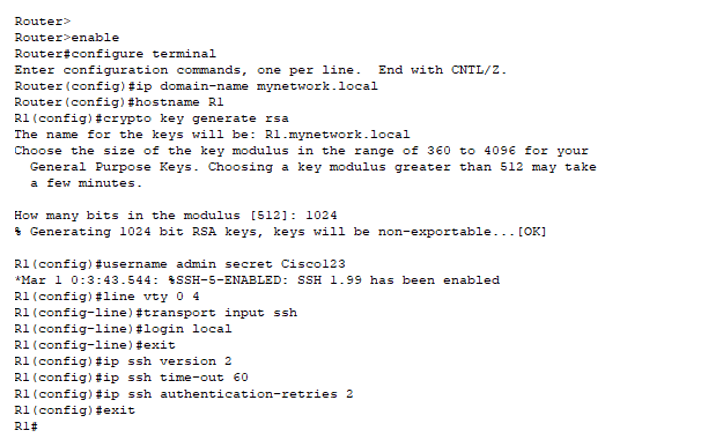 Router>
Router>enable
Router#configure terminal
Enter configuration commands, one per line.  End with CNTL/Z.
Router(config)#ip domain-name mynetwork.local
Router(config)#hostname R1
R1(config)#crypto key generate rsa
The name for the keys will be: R1.mynetwork.local
Choose the size of the key modulus in the range of 360 to 4096 for your
  General Purpose Keys. Choosing a key modulus greater than 512 may take
  a few minutes.

How many bits in the modulus [512]: 1024
% Generating 1024 bit RSA keys, keys will be non-exportable...[OK]

R1(config)#username admin secret Cisco123
*Mar 1 0:3:43.544: %SSH-5-ENABLED: SSH 1.99 has been enabled
R1(config)#line vty 0 4
R1(config-line)#transport input ssh
R1(config-line)#login local
R1(config-line)#exit
R1(config)#ip ssh version 2
R1(config)#ip ssh time-out 60
R1(config)#ip ssh authentication-retries 2
R1(config)#exit
R1#